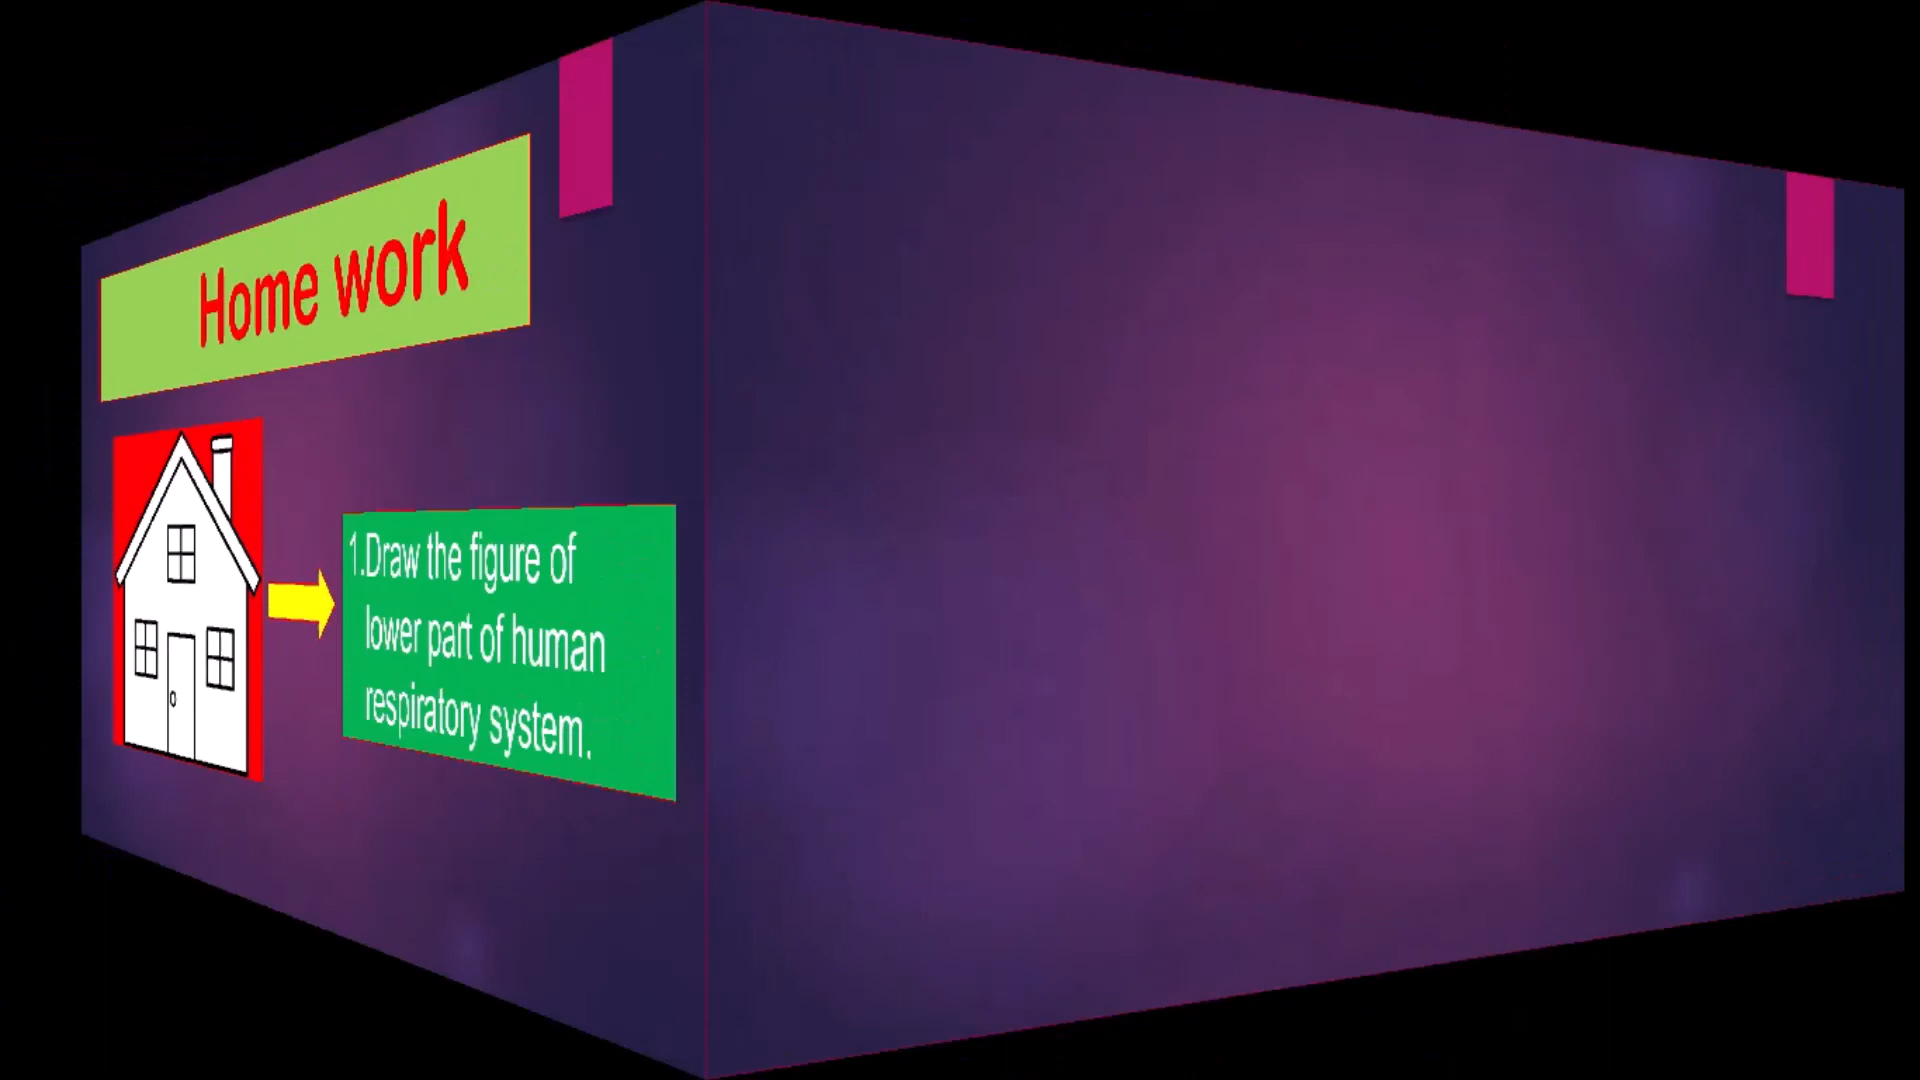 Home work
1.Draw the figure of
lower part of human
respiratory system.